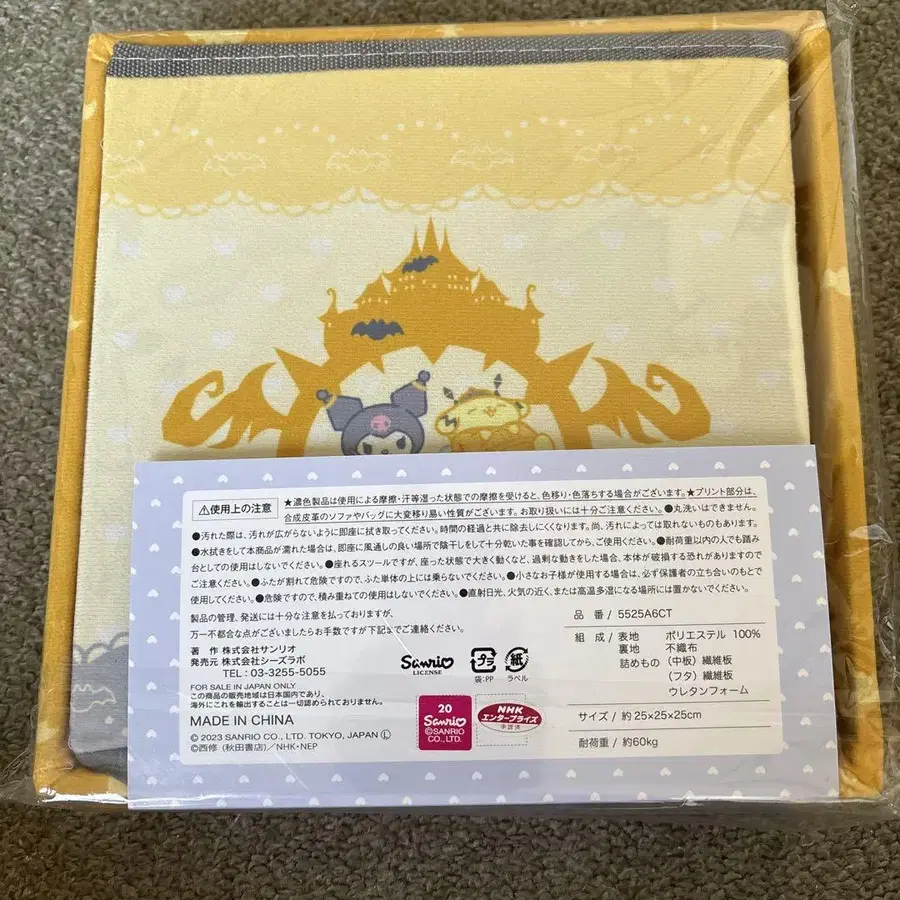 ⚠使用上の注意
★濃色製品は使用による摩擦・汗等湿った状態での摩擦を受けると、色移り・色落ちする場合がございます。★プリント部分は、
合成皮革のソファやバッグに大変移り易い性質がございます。お取り扱いには十分ご注意ください。●丸洗いはできません。
●汚れた際は、汚れが広がらないように即座に拭き取ってください。時間の経過と共に除去しにくくなります。尚、汚れによっては取れないものもあります。
●水拭きをして本商品が濡れた場合は、即座に風通しの良い場所で陰干しをして十分乾いた事を確認してから、ご使用ください。●耐荷重以内の人でも踏み
台としての使用はしないでください。●座れるスツールですが、座った状態で大きく動くなど、過剰な動きをした場合、本体が破損する恐れがありますので
ご注意ください。●ふたが割れて危険ですので、ふた単体の上には乗らないでください。●小さなお子様が使用する場合は、必ず保護者の立ち合いのもとで
使用してください。●危険ですので、積み重ねての使用はしないでください。●直射日光、火気の近く、または高温多湿になる場所には置かないでください。
製品の管理、発送には十分な注意を払っておりますが、
万一不都合な点がございましたらお手数ですが下記までご連絡ください。
著 作 株式会社サンリオ
発売元 株式会社シーズラボ
TEL : 03-3255-5055
FOR SALE IN JAPAN ONLY
この商品の販売地域は日本国内であり、
海外にこれを輸出することは一切認められておりません。
MADE IN CHINA
© 2023 SANRIO CO., LTD. TOKYO, JAPAN Ⓛ
©西修(秋田書店)/NHK・NEP
Sanrio
LICENSE
プラ
袋:PP
紙
ラベル
20
Sanrio
©SANRIO
CO., LTD.
NHK
エンタープライズ
承認済
品 番 / 5525A6CT
組 成 / 表地 ポリエステル 100%
裏地 不織布
詰めもの (中板) 繊維板
(フタ) 繊維板
ウレタンフォーム
サイズ / 約 25×25×25cm
耐荷重 / 約60kg